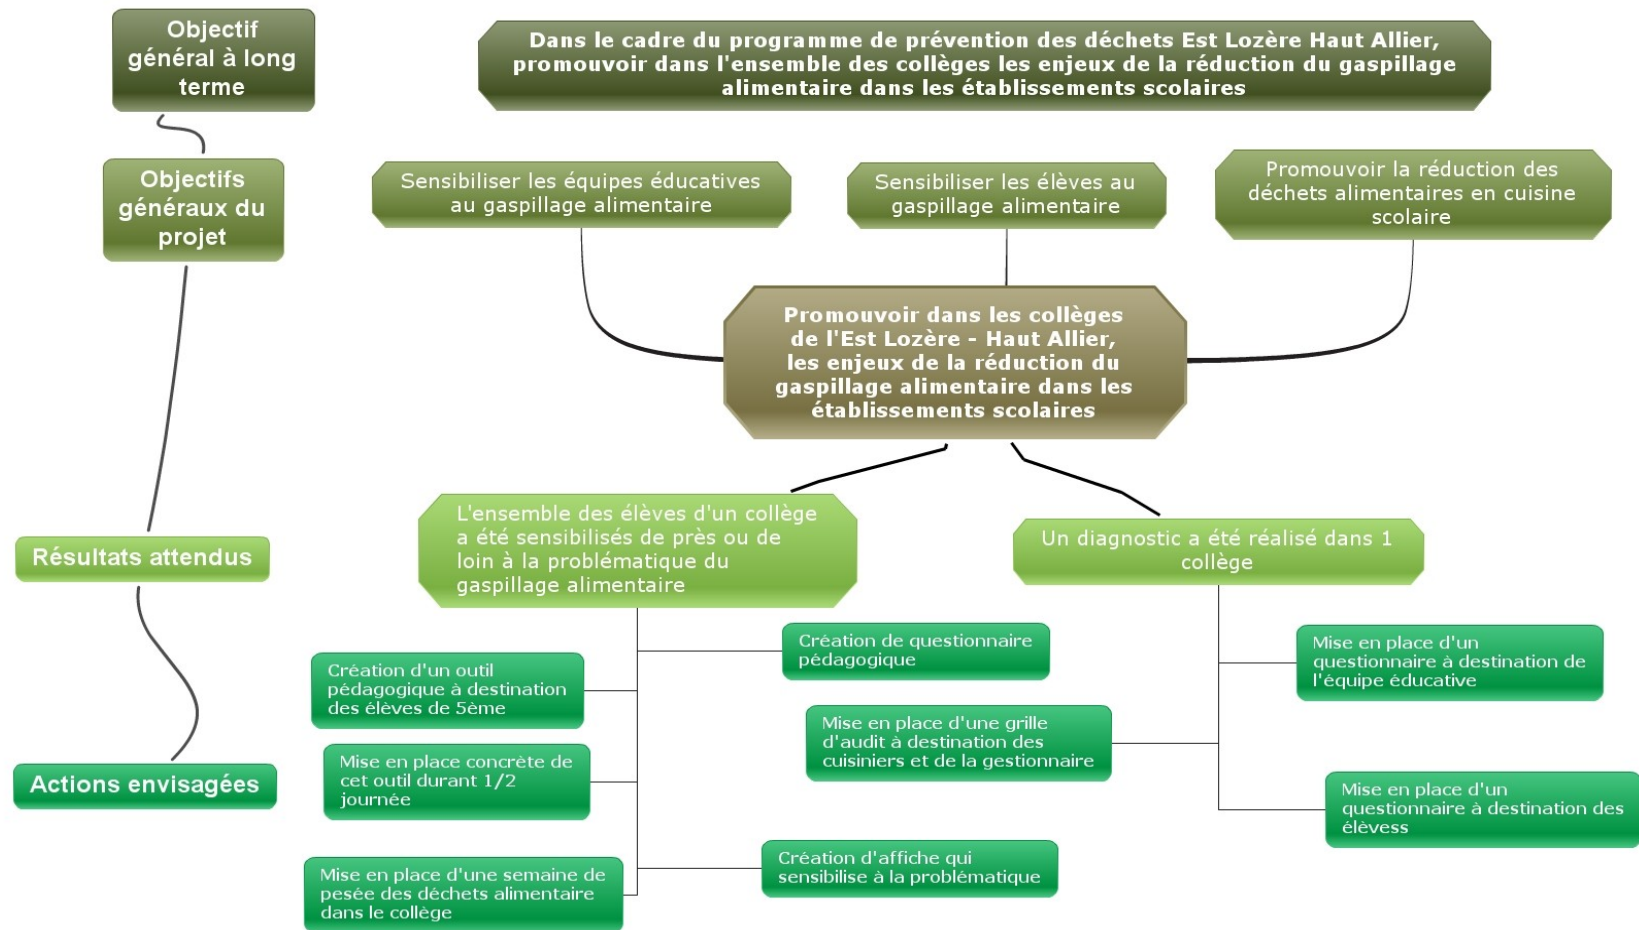 Objectif
général à long
terme
Dans le cadre du programme de prévention des déchets Est Lozère Haut Allier,
promouvoir dans l'ensemble des collèges les enjeux de la réduction du gaspillage
alimentaire dans les établissements scolaires
Objectifs
généraux du
projet
Sensibiliser les équipes éducatives
au gaspillage alimentaire
Sensibiliser les élèves au
gaspillage alimentaire
Promouvoir la réduction des
déchets alimentaires en cuisine
scolaire
Promouvoir dans les collèges
de l'Est Lozère - Haut Allier,
les enjeux de la réduction du
gaspillage alimentaire dans les
établissements scolaires
Résultats attendus
L'ensemble des élèves d'un collège
a été sensibilisés de près ou de
loin à la problématique du
gaspillage alimentaire
Un diagnostic a été réalisé dans 1
collège
Actions envisagées
Création d'un outil
pédagogique à destination
des élèves de 5ème
Création de questionnaire
pédagogique
Mise en place concrète de
cet outil durant 1/2
journée
Mise en place d'une semaine de
pesée des déchets alimentaire
dans le collège
Création d'affiche qui
sensibilise à la problématique
Mise en place d'un
questionnaire à destination de
l'équipe éducative
Mise en place d'une grille
d'audit à destination des
cuisiniers et de la gestionnaire
Mise en place d'un
questionnaire à destination des
élèvess